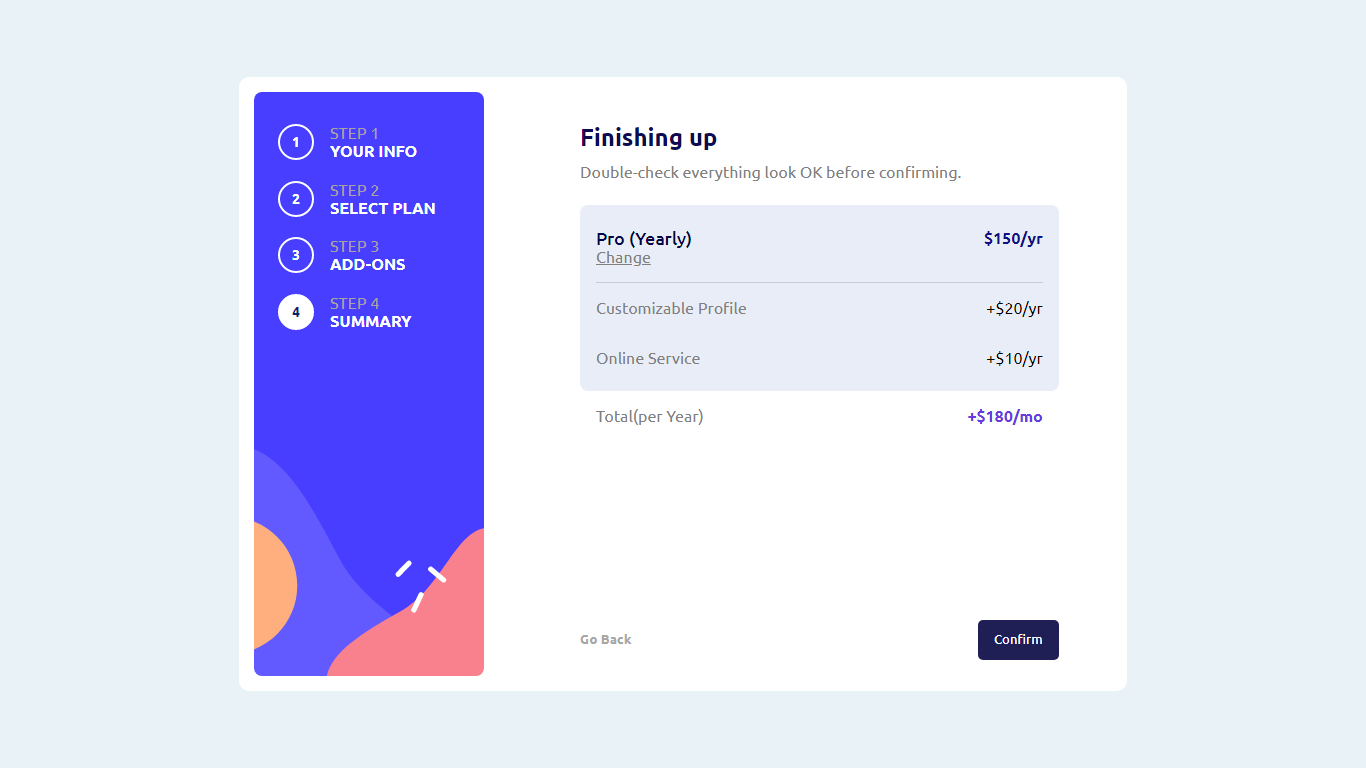 1
STEP 1
YOUR INFO
2
STEP 2
SELECT PLAN
3
STEP 3
ADD-ONS
4
STEP 4
SUMMARY
Finishing up
Double-check everything look OK before confirming.
Pro (Yearly) $150/yr
Change
Customizable Profile +$20/yr
Online Service +$10/yr
Total(per Year) +$180/mo
Go Back Confirm